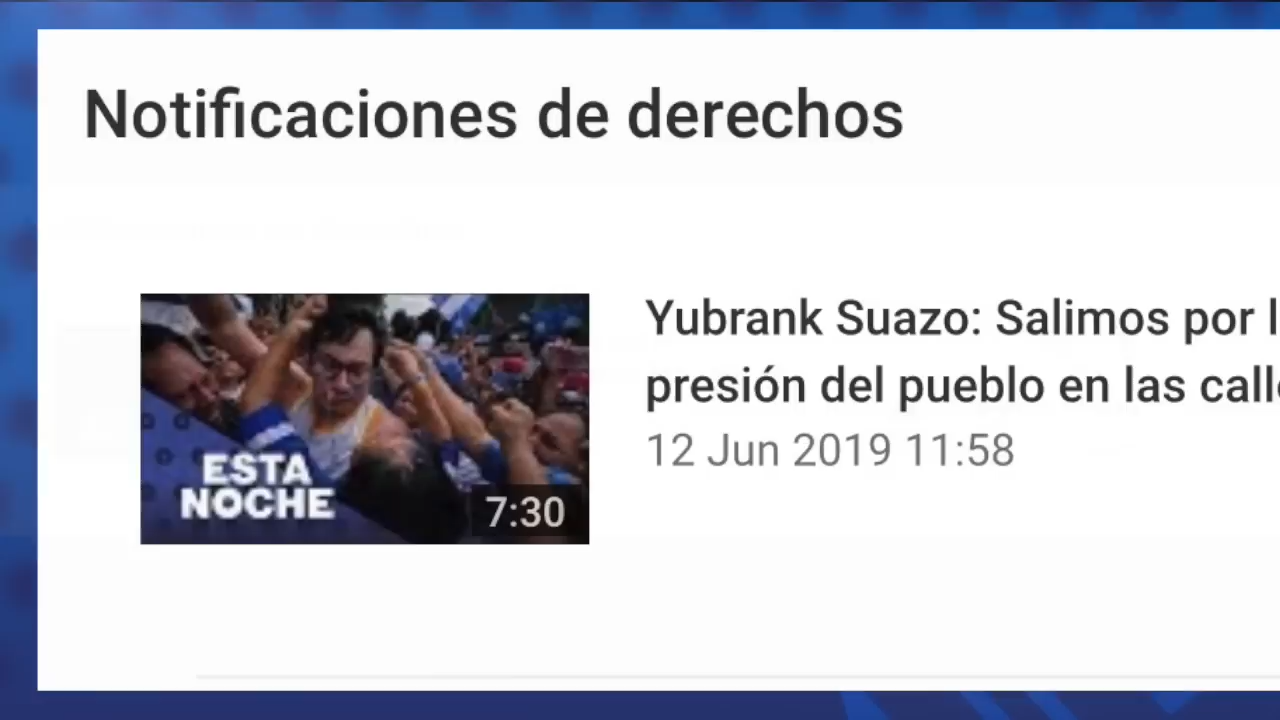 Notificaciones de derechos
Yubrank Suazo: Salimos por l
presión del pueblo en las calle
12 Jun 2019 11:58
ESTA
NOCHE
7:30